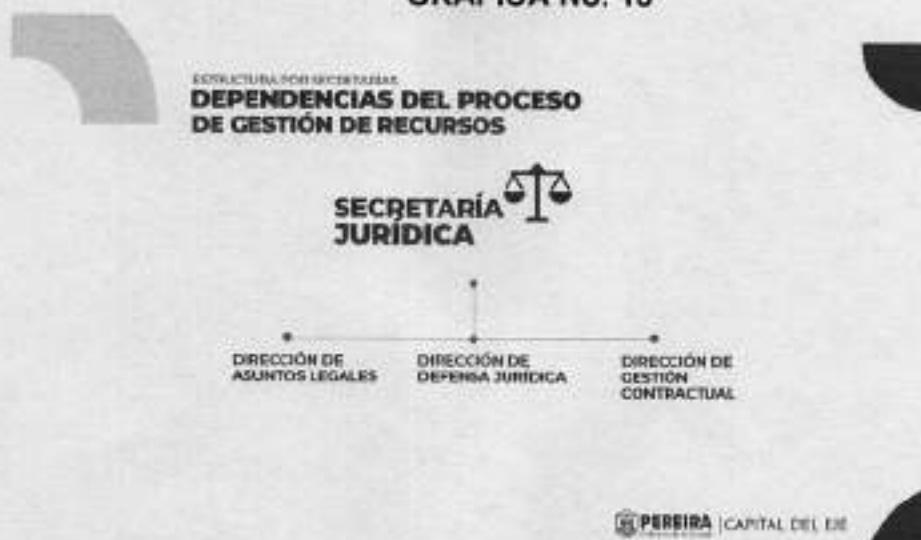 GRÁFICA No. 15
ESTRUCTURA POR SECRETARÍAS
DEPENDENCIAS DEL PROCESO
DE GESTIÓN DE RECURSOS
SECRETARÍA
JURÍDICA
DIRECCIÓN DE
ASUNTOS LEGALES
DIRECCIÓN DE
DEFENSA JURÍDICA
DIRECCIÓN DE
GESTIÓN
CONTRACTUAL
PEREIRA | CAPITAL DEL EJE